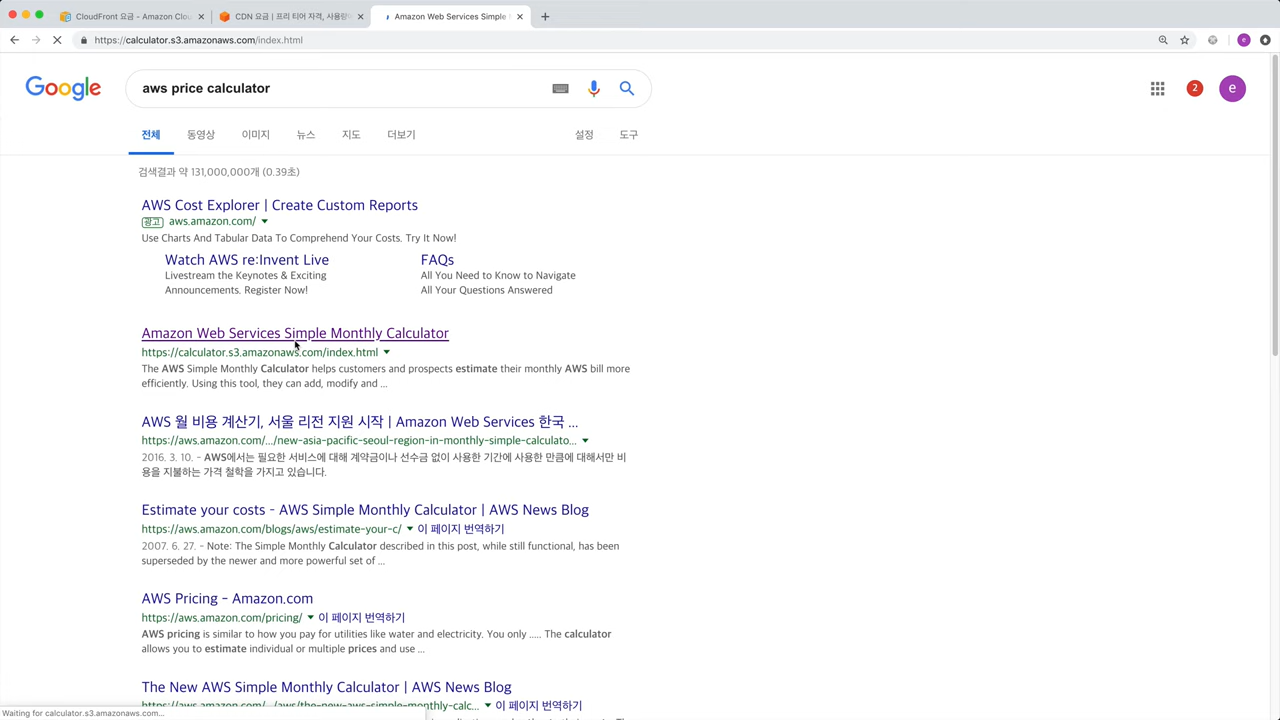 CloudFront 요금 - Amazon Clou
CDN 요금 | 프리 티어 자격, 사용량
Amazon Web Services Simple
https://calculator.s3.amazonaws.com/index.html
e
Google
aws price calculator
2
e
전체
동영상
이미지
뉴스
지도
더보기
설정
도구
검색결과 약 131,000,000개 (0.39초)
AWS Cost Explorer | Create Custom Reports
광고 aws.amazon.com/
Use Charts And Tabular Data To Comprehend Your Costs. Try It Now!
Watch AWS re:Invent Live
Livestream the Keynotes & Exciting
Announcements. Register Now!
FAQs
All You Need to Know to Navigate
All Your Questions Answered
Amazon Web Services Simple Monthly Calculator
https://calculator.s3.amazonaws.com/index.html
The AWS Simple Monthly Calculator helps customers and prospects estimate their monthly AWS bill more
efficiently. Using this tool, they can add, modify and ...
AWS 월 비용 계산기, 서울 리전 지원 시작 | Amazon Web Services 한국 ...
https://aws.amazon.com/.../new-asia-pacific-seoul-region-in-monthly-simple-calculato...
2016. 3. 10. - AWS에서는 필요한 서비스에 대해 계약금이나 선수금 없이 사용한 기간에 사용한 만큼에 대해서만 비
용을 지불하는 가격 철학을 가지고 있습니다.
Estimate your costs - AWS Simple Monthly Calculator | AWS News Blog
https://aws.amazon.com/blogs/aws/estimate-your-c/ 이 페이지 번역하기
2007. 6. 27. - Note: The Simple Monthly Calculator described in this post, while still functional, has been
superseded by the newer and more powerful set of ...
AWS Pricing - Amazon.com
https://aws.amazon.com/pricing/ 이 페이지 번역하기
AWS pricing is similar to how you pay for utilities like water and electricity. You only ..... The calculator
allows you to estimate individual or multiple prices and use ...
The New AWS Simple Monthly Calculator | AWS News Blog
https://aws.amazon.com/.../aws/the-new-aws-simple-monthly-calc... 이 페이지 번역하기
Waiting for calculator.s3.amazonaws.com...